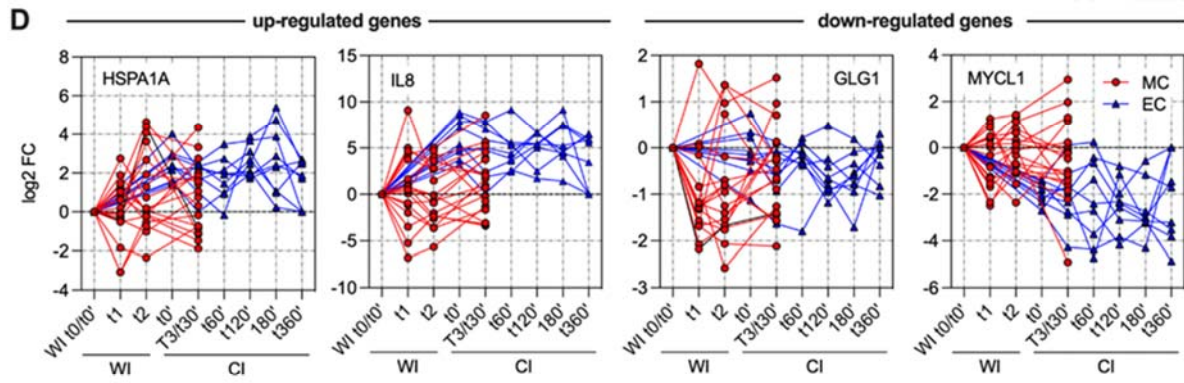 D
up-regulated genes
down-regulated genes
log2 FC
8
6
4
2
0
-2
-4
HSPA1A
WI t0/t0'
t1
t2
t0'
T3/t30'
t60'
t120'
180'
t360'
WI
CI
15
10
5
0
-5
-10
IL8
WI t0/t0'
t1
t2
t0'
T3/t30'
t60'
t120'
180'
t360'
WI
CI
2
1
0
-1
-2
-3
GLG1
WI t0/t0'
t1
t2
t0'
T3/t30'
t60'
t120'
180'
t360'
WI
CI
4
2
0
-2
-4
-6
MYCL1
MC
EC
WI t0/t0'
t1
t2
t0'
T3/t30'
t60'
t120'
180'
t360'
WI
CI